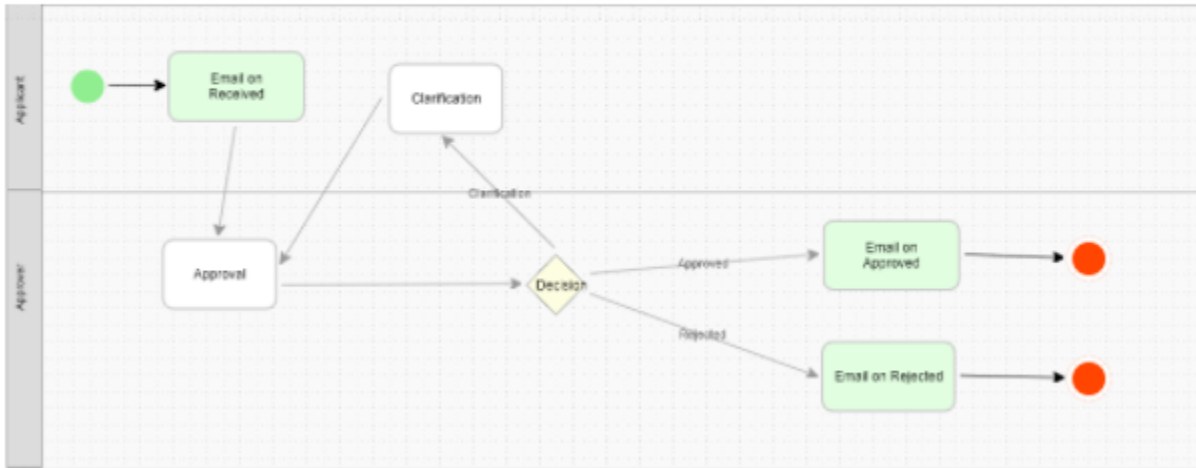 Applicant
Email on
Received
Clarification
Clarification
Approver
Approval
Decision
Approved
Rejected
Email on
Approved
Email on Rejected